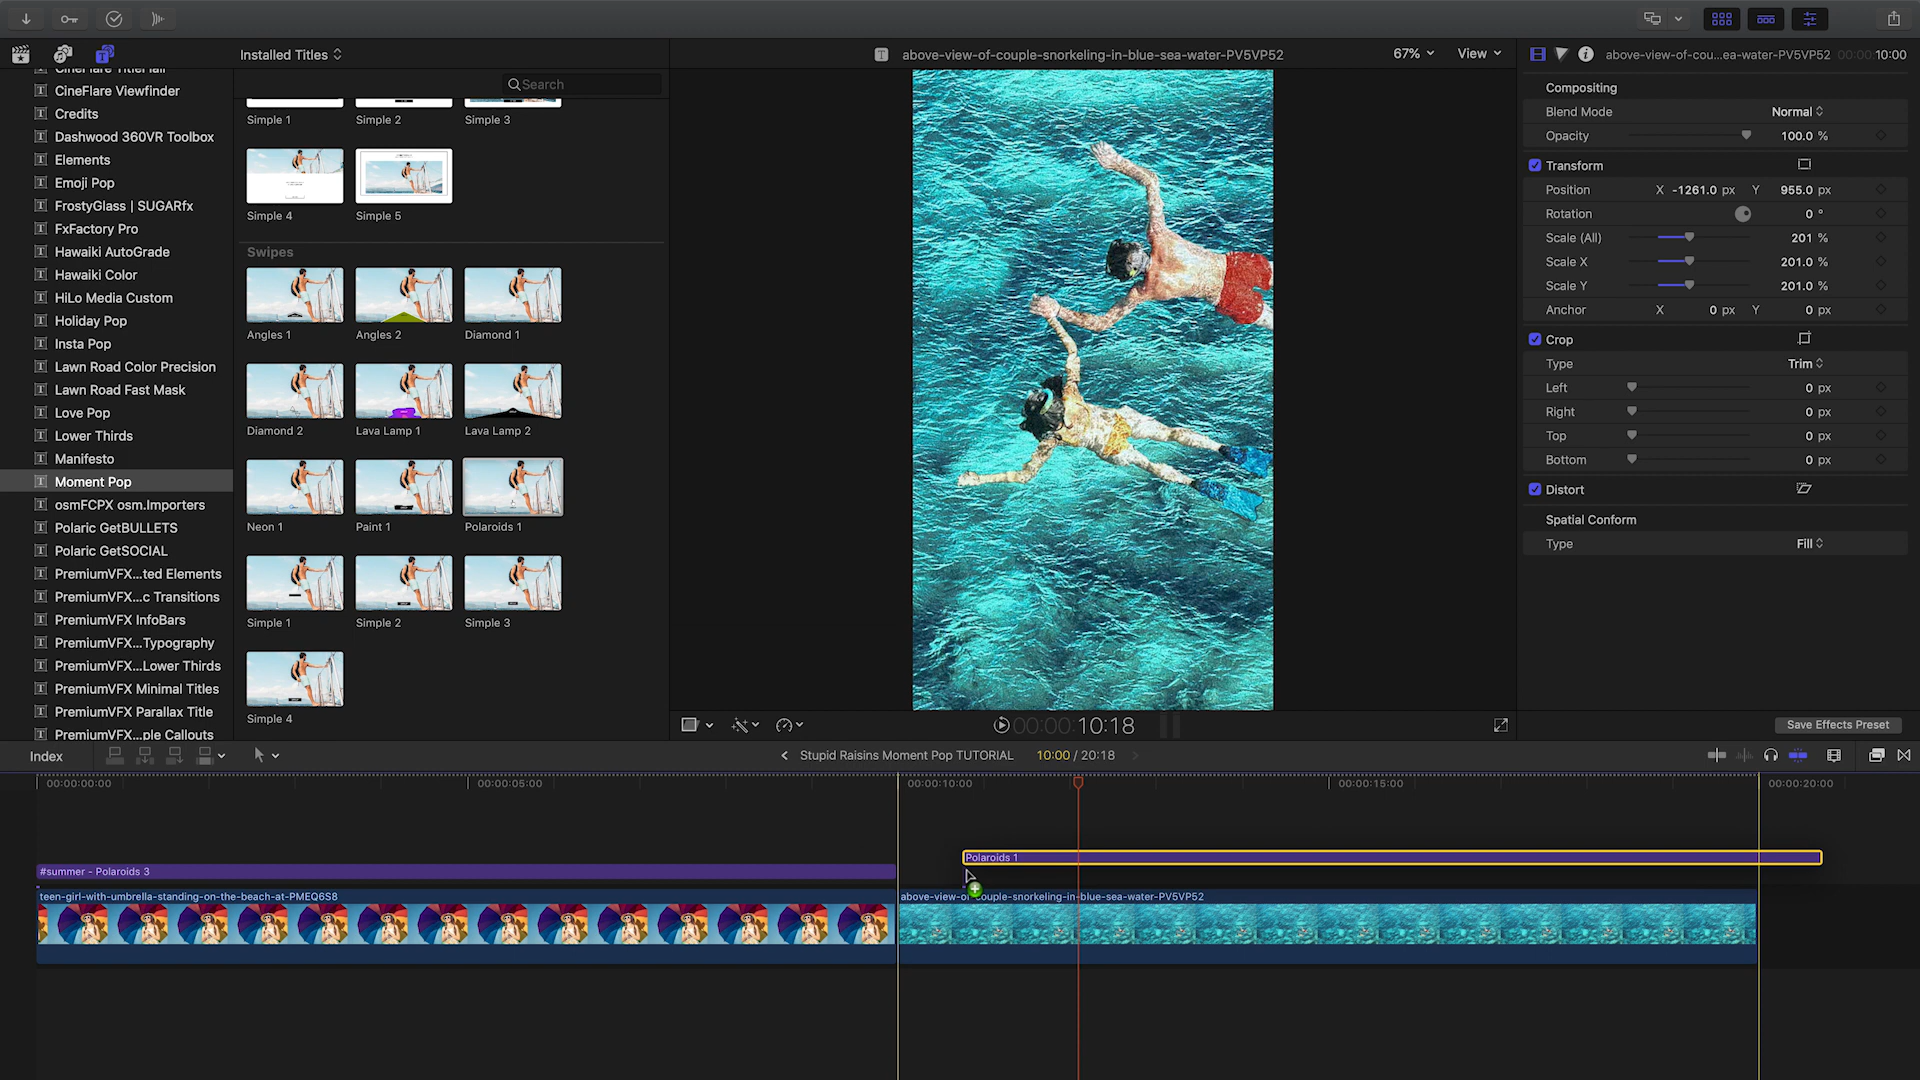 Installed Titles
above-view-of-couple-snorkeling-in-blue-sea-water-PV5VP52
67%
View
above-view-of-cou...ea-water-PV5VP52
00:00:10:00
Search
CineFlare Viewfinder
Credits
Dashwood 360VR Toolbox
Elements
Emoji Pop
FrostyGlass | SUGARfx
FxFactory Pro
Hawaiki AutoGrade
Hawaiki Color
HiLo Media Custom
Holiday Pop
Insta Pop
Lawn Road Color Precision
Lawn Road Fast Mask
Love Pop
Lower Thirds
Manifesto
Moment Pop
osmFCPX osm.Importers
Polaric GetBULLETS
Polaric GetSOCIAL
PremiumVFX...ted Elements
PremiumVFX...c Transitions
PremiumVFX InfoBars
PremiumVFX...Typography
PremiumVFX...Lower Thirds
PremiumVFX Minimal Titles
PremiumVFX Parallax Title
PremiumVFX...ple Callouts
Simple 1
Simple 2
Simple 3
Simple 4
Simple 5
Swipes
Angles 1
Angles 2
Diamond 1
Diamond 2
Lava Lamp 1
Lava Lamp 2
Neon 1
Paint 1
Polaroids 1
Simple 1
Simple 2
Simple 3
Simple 4
Compositing
Blend Mode Normal
Opacity 100.0 %
Transform
Position X -1261.0 px Y 955.0 px
Rotation 0 °
Scale (All) 201 %
Scale X 201.0 %
Scale Y 201.0 %
Anchor X 0 px Y 0 px
Crop
Type Trim
Left 0 px
Right 0 px
Top 0 px
Bottom 0 px
Distort
Spatial Conform
Type Fill
Save Effects Preset
00:00:10:18
Index
Stupid Raisins Moment Pop TUTORIAL
10:00 / 20:18
00:00:00:00
00:00:05:00
00:00:10:00
00:00:15:00
00:00:20:00
Polaroids 1
#summer - Polaroids 3
teen-girl-with-umbrella-standing-on-the-beach-at-PMEQ6S8
above-view-of-couple-snorkeling-in-blue-sea-water-PV5VP52